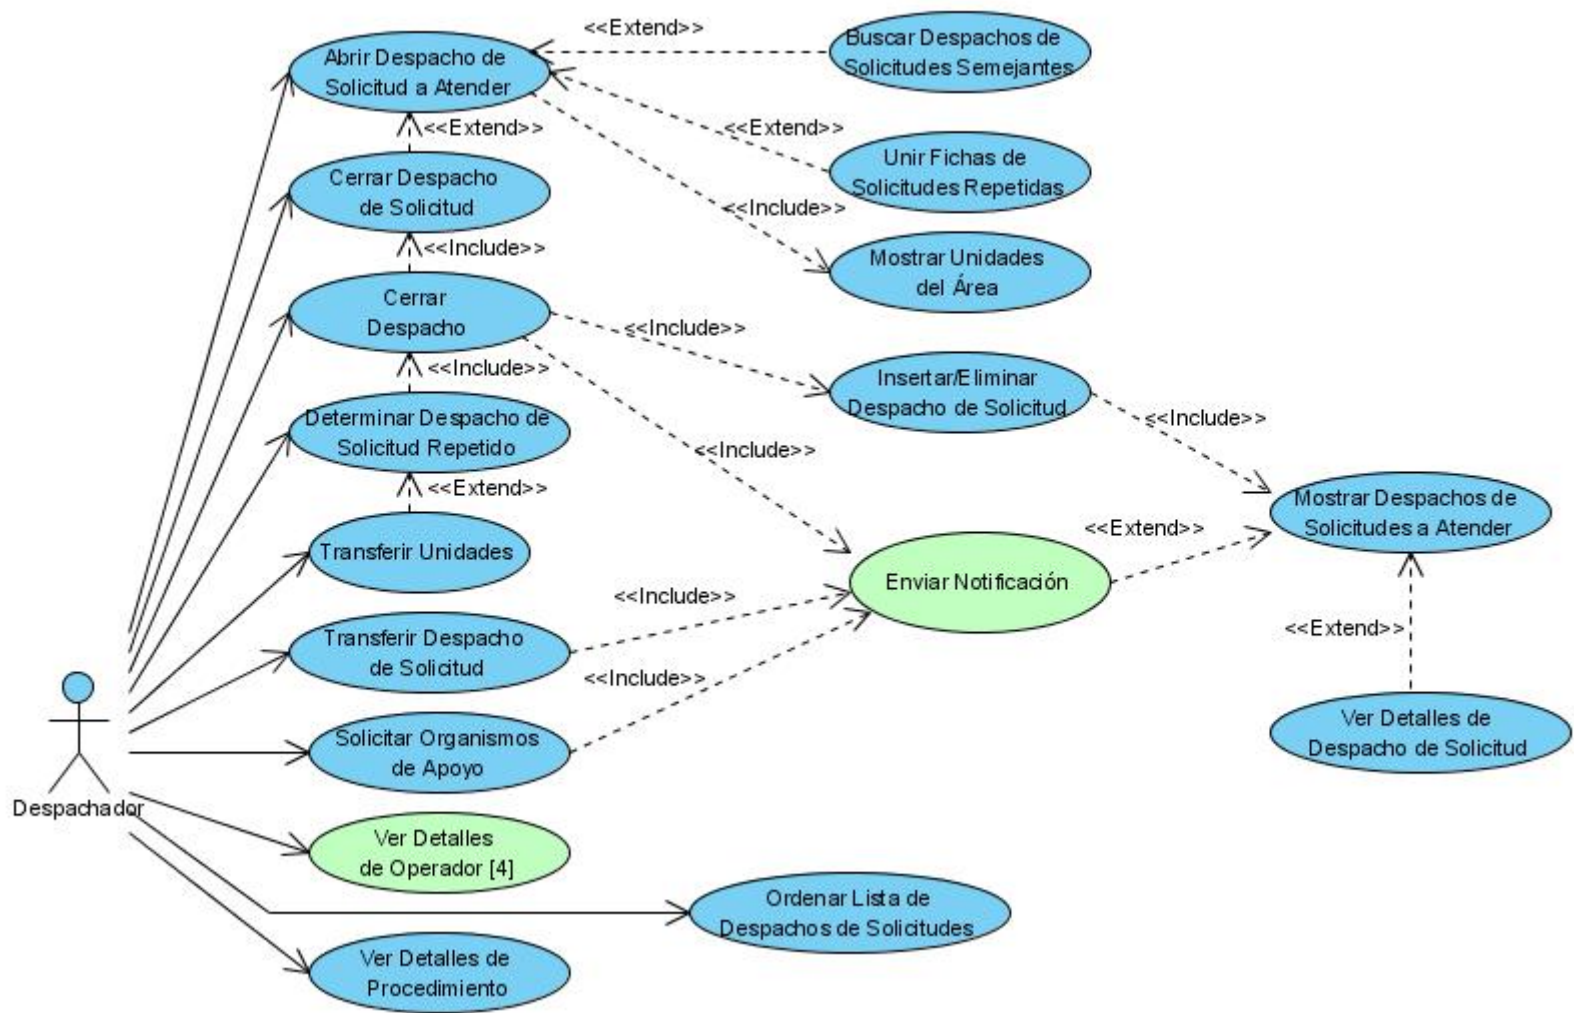 <<Extend>>
Buscar Despachos de
Solicitudes Semejantes
Abrir Despacho de
Solicitud a Atender
<<Extend>>
<<Extend>>
Unir Fichas de
Solicitudes Repetidas
Cerrar Despacho
de Solicitud
<<Include>>
<<Include>>
Mostrar Unidades
del Área
Cerrar
Despacho
<<Include>>
<<Include>>
Insertar/Eliminar
Despacho de Solicitud
<<Include>>
Determinar Despacho de
Solicitud Repetido
<<Include>>
<<Extend>>
Mostrar Despachos de
Solicitudes a Atender
<<Extend>>
Transferir Unidades
Enviar Notificación
<<Include>>
<<Extend>>
Transferir Despacho
de Solicitud
<<Include>>
Solicitar Organismos
de Apoyo
Ver Detalles de
Despacho de Solicitud
Despachador
Ver Detalles
de Operador [4]
Ordenar Lista de
Despachos de Solicitudes
Ver Detalles de
Procedimiento